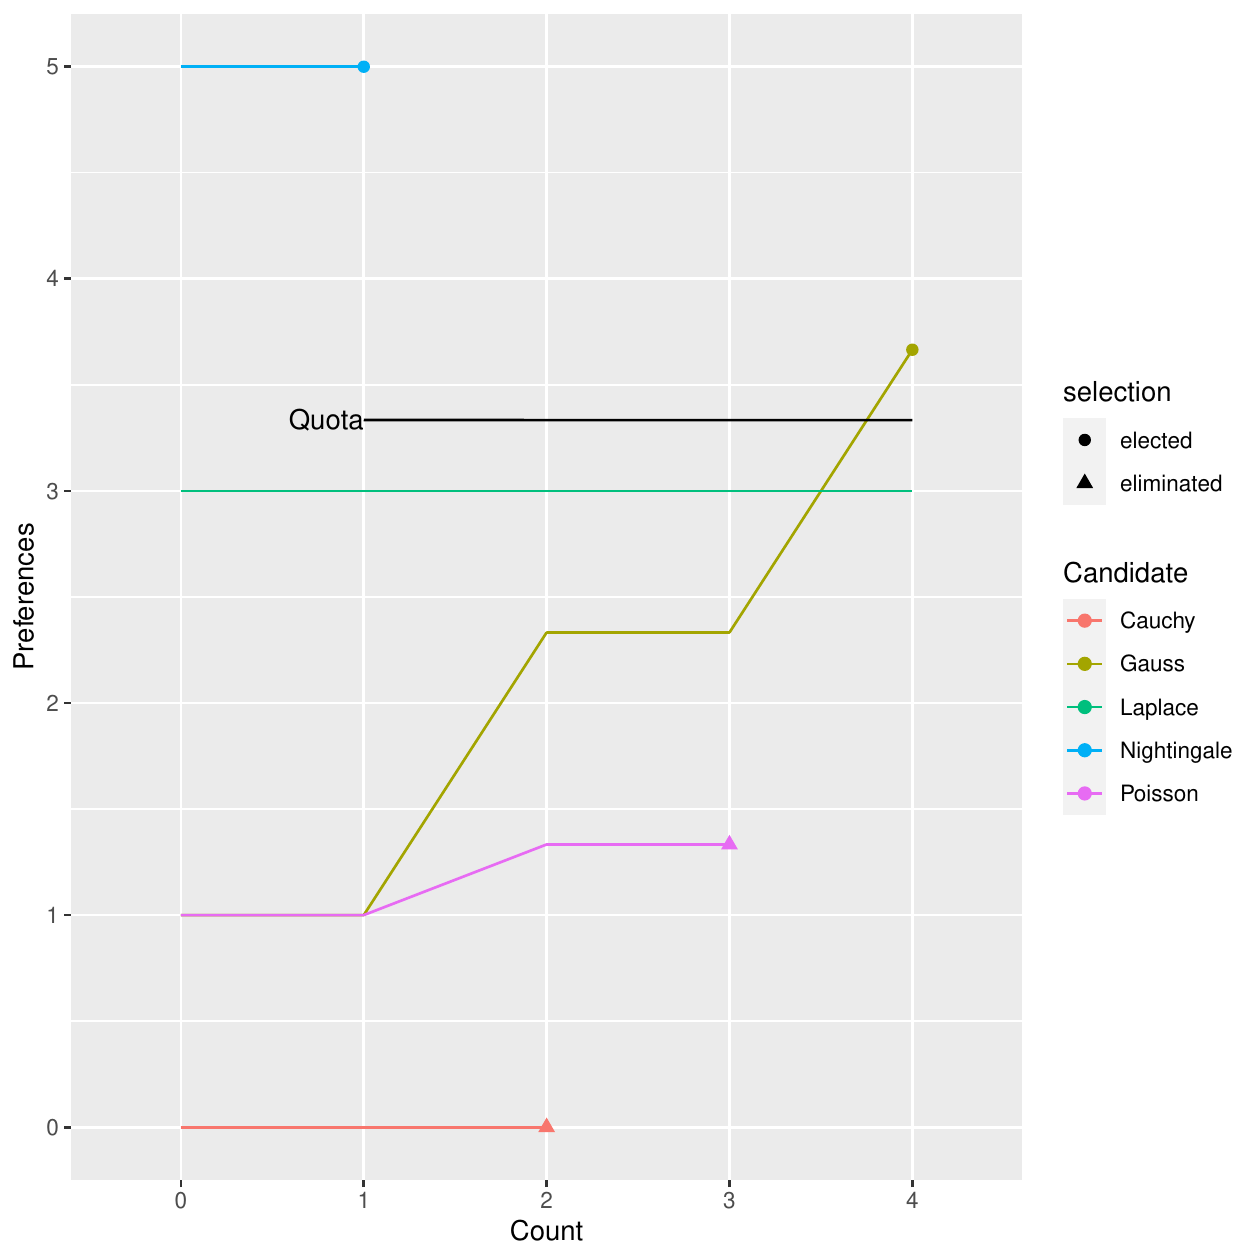 5
4
3
2
1
0
Preferences
Quota
0 1 2 3 4
Count
selection
elected
eliminated
Candidate
Cauchy
Gauss
Laplace
Nightingale
Poisson